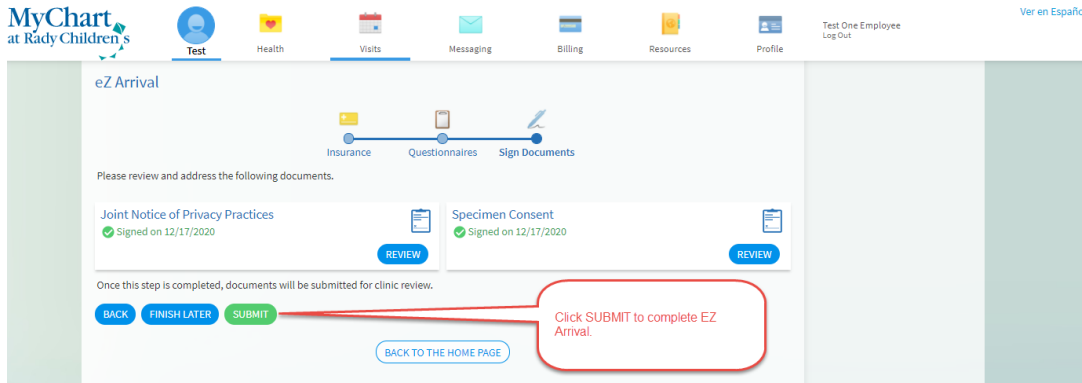 MyChart
at Rady Children's
Test
Health
Visits
Messaging
Billing
Resources
Profile
Test One Employee
Log Out
Ver en Españo
eZ Arrival
Insurance
Questionnaires
Sign Documents
Please review and address the following documents.
Joint Notice of Privacy Practices
Signed on 12/17/2020
REVIEW
Specimen Consent
Signed on 12/17/2020
REVIEW
Once this step is completed, documents will be submitted for clinic review.
BACK
FINISH LATER
SUBMIT
Click SUBMIT to complete EZ
Arrival.
BACK TO THE HOME PAGE